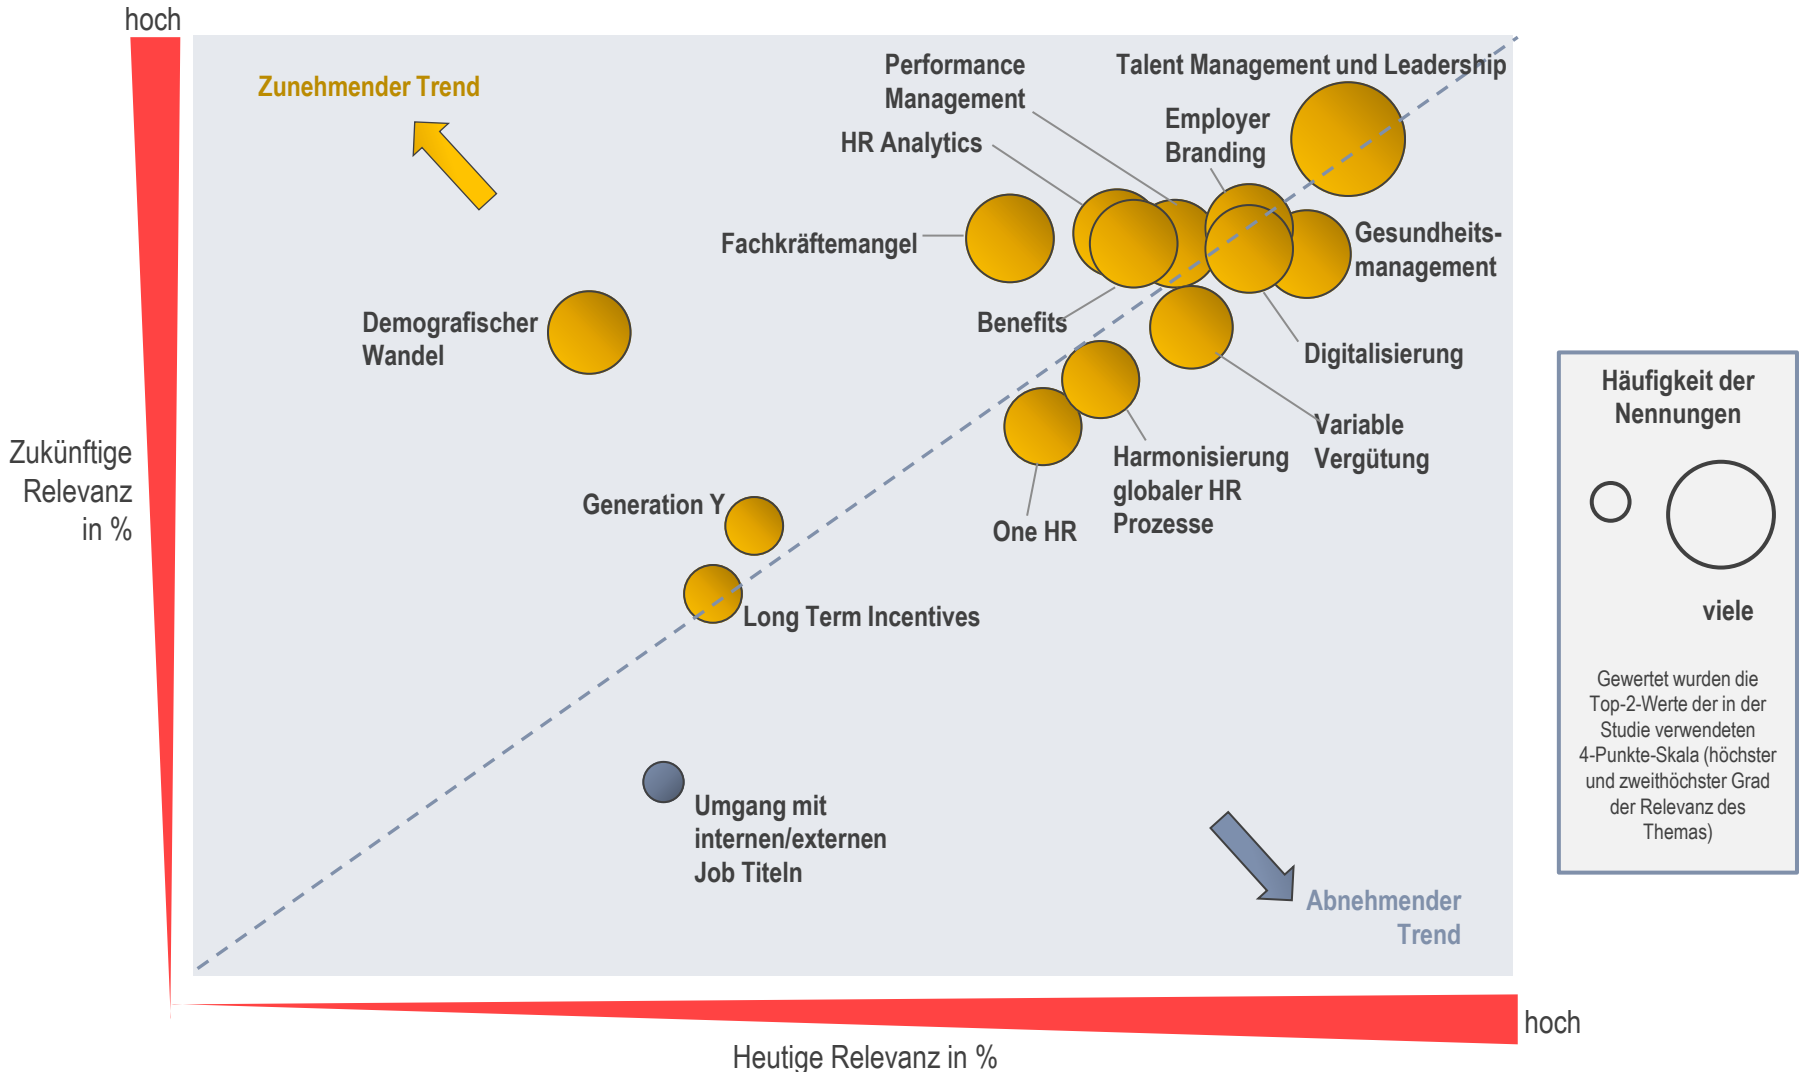 hoch
Zunehmender Trend
Performance
Management
Talent Management und Leadership
HR Analytics
Employer
Branding
Fachkräftemangel
Gesundheits-
management
Demografischer
Wandel
Benefits
Digitalisierung
Variable
Vergütung
Harmonisierung
globaler HR
Prozesse
One HR
Generation Y
Long Term Incentives
Umgang mit
internen/externen
Job Titeln
Abnehmender
Trend
Zukünftige
Relevanz
in %
Heutige Relevanz in %
hoch
Häufigkeit der
Nennungen
viele
Gewertet wurden die
Top-2-Werte der in der
Studie verwendeten
4-Punkte-Skala (höchster
und zweithöchster Grad
der Relevanz des
Themas)